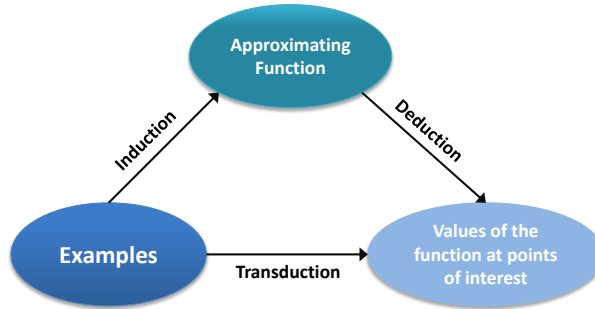 Approximating
Function
Induction
Deduction
Examples
Transduction
Values of the
function at points
of interest